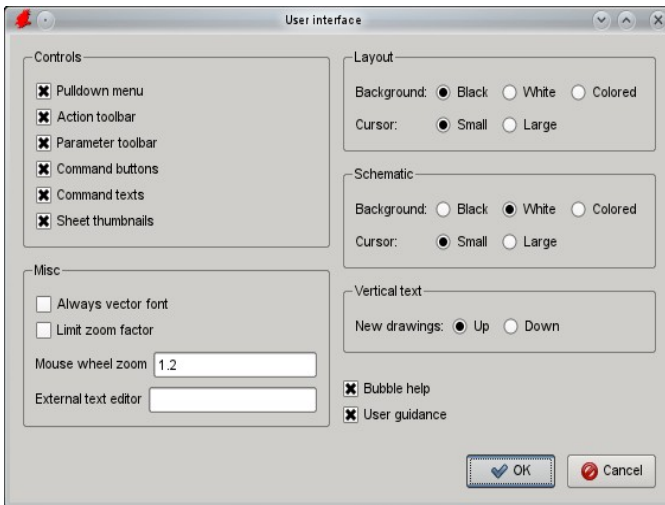 User interface
Controls
Pulldown menu
Action toolbar
Parameter toolbar
Command buttons
Command texts
Sheet thumbnails
Misc
Always vector font
Limit zoom factor
Mouse wheel zoom 1.2
External text editor
Layout
Background: Black White Colored
Cursor: Small Large
Schematic
Background: Black White Colored
Cursor: Small Large
Vertical text
New drawings: Up Down
Bubble help
User guidance
OK Cancel